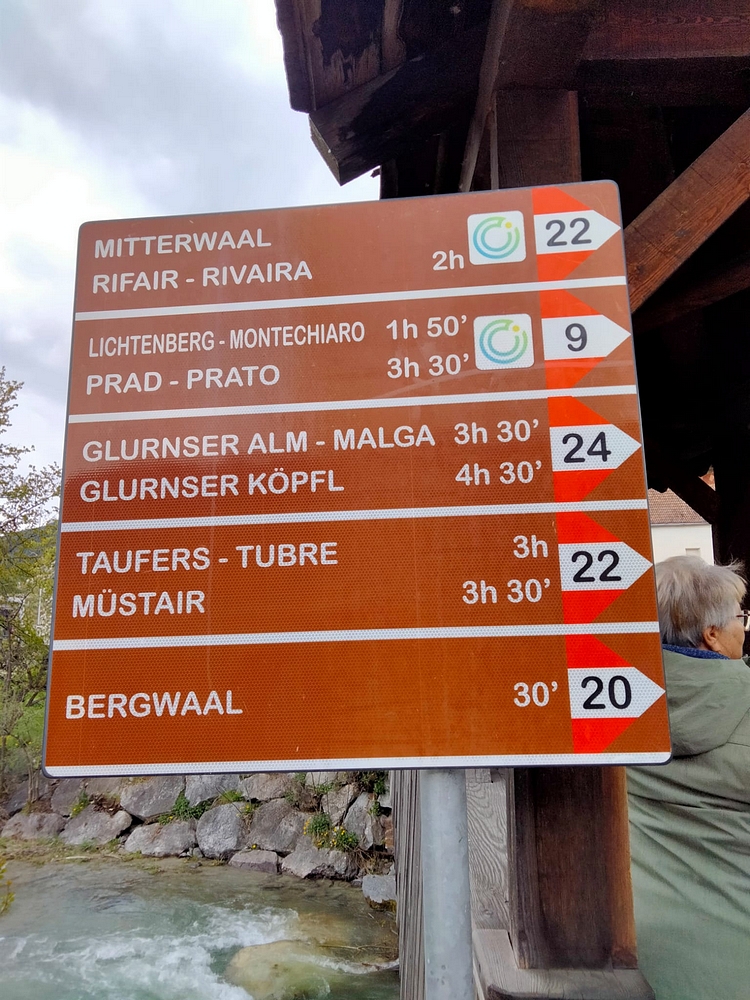 MITTERWAAL
RIFAIR - RIVAIRA 2h 22
LICHTENBERG - MONTECHIARO 1h 50’ 9
PRAD - PRATO 3h 30’
GLURNSER ALM - MALGA 3h 30’ 24
GLURNSER KÖPFL 4h 30’
TAUFERS - TUBRE 3h 22
MÜSTAIR 3h 30’
BERGWAAL 30’ 20